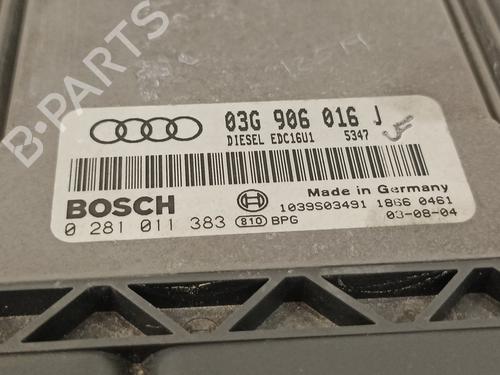 B-PARTS
03G 906 016 J
DIESEL EDC16U1 5347
BOSCH
Made in Germany
0 281 011 383 810 BPG
1039S03491 1866 0461
03-08-04